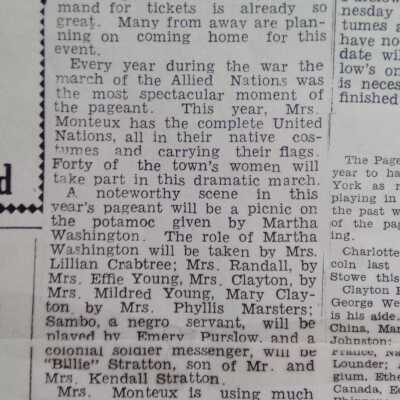 mand for tickets is already so
great. Many from away are plan-
ning on coming home for this
event.
Every year during the war the
march of the Allied Nations was
the most spectacular moment of
the pageant. This year, Mrs.
Monteux has the complete United
Nations, all in their native cos-
tumes and carrying their flags.
Forty of the town's women will
take part in this dramatic march.
A noteworthy scene in this
year's pageant will be a picnic on
the potamoc given by Martha
Washington. The role of Martha
Washington will be taken by Mrs.
Lillian Crabtree; Mrs. Randall, by
Mrs. Effie Young, Mrs. Clayton, by
Mrs. Mildred Young, Mary Clay-
ton, by Mrs. Phyllis Marsters;
Sambo, a negro servant, will be
played by Emery Purslow, and a
colonial soldier messenger, will be
"Billie" Stratton, son of Mr. and
Mrs. Kendall Stratton.
Mrs. Monteux is using much
d
nesday
tumes a
have no
date wil
low's on
is neces
finished
The Page
year to ha
York as n
playing in
the past w
of the pag
ing.
Charlotte
coln last
Stowe this
Clayton
George We
is his aide.
China, Man
Johnston;
France, Na
Lounder; A
gium, Ethe
Canada, Ed